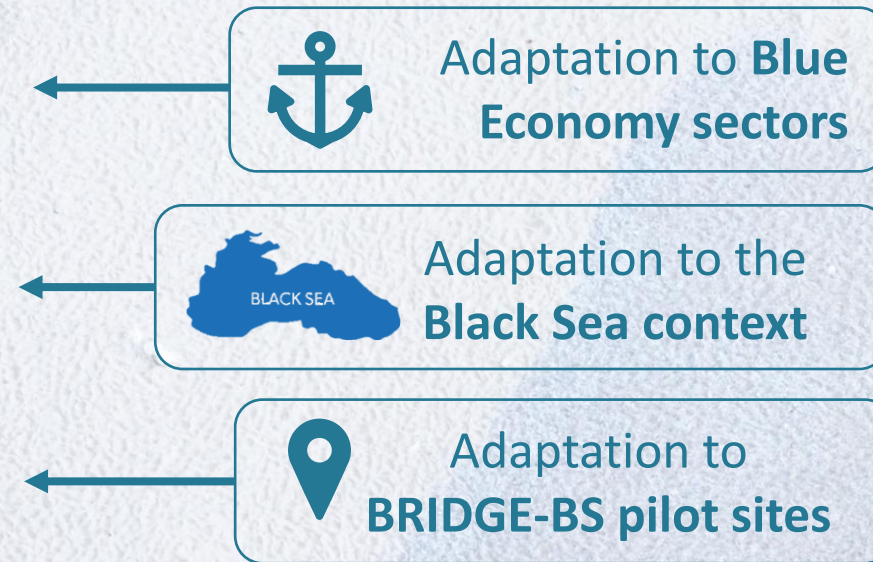 Adaptation to Blue
Economy sectors
BLACK SEA
Adaptation to the
Black Sea context
Adaptation to
BRIDGE-BS pilot sites